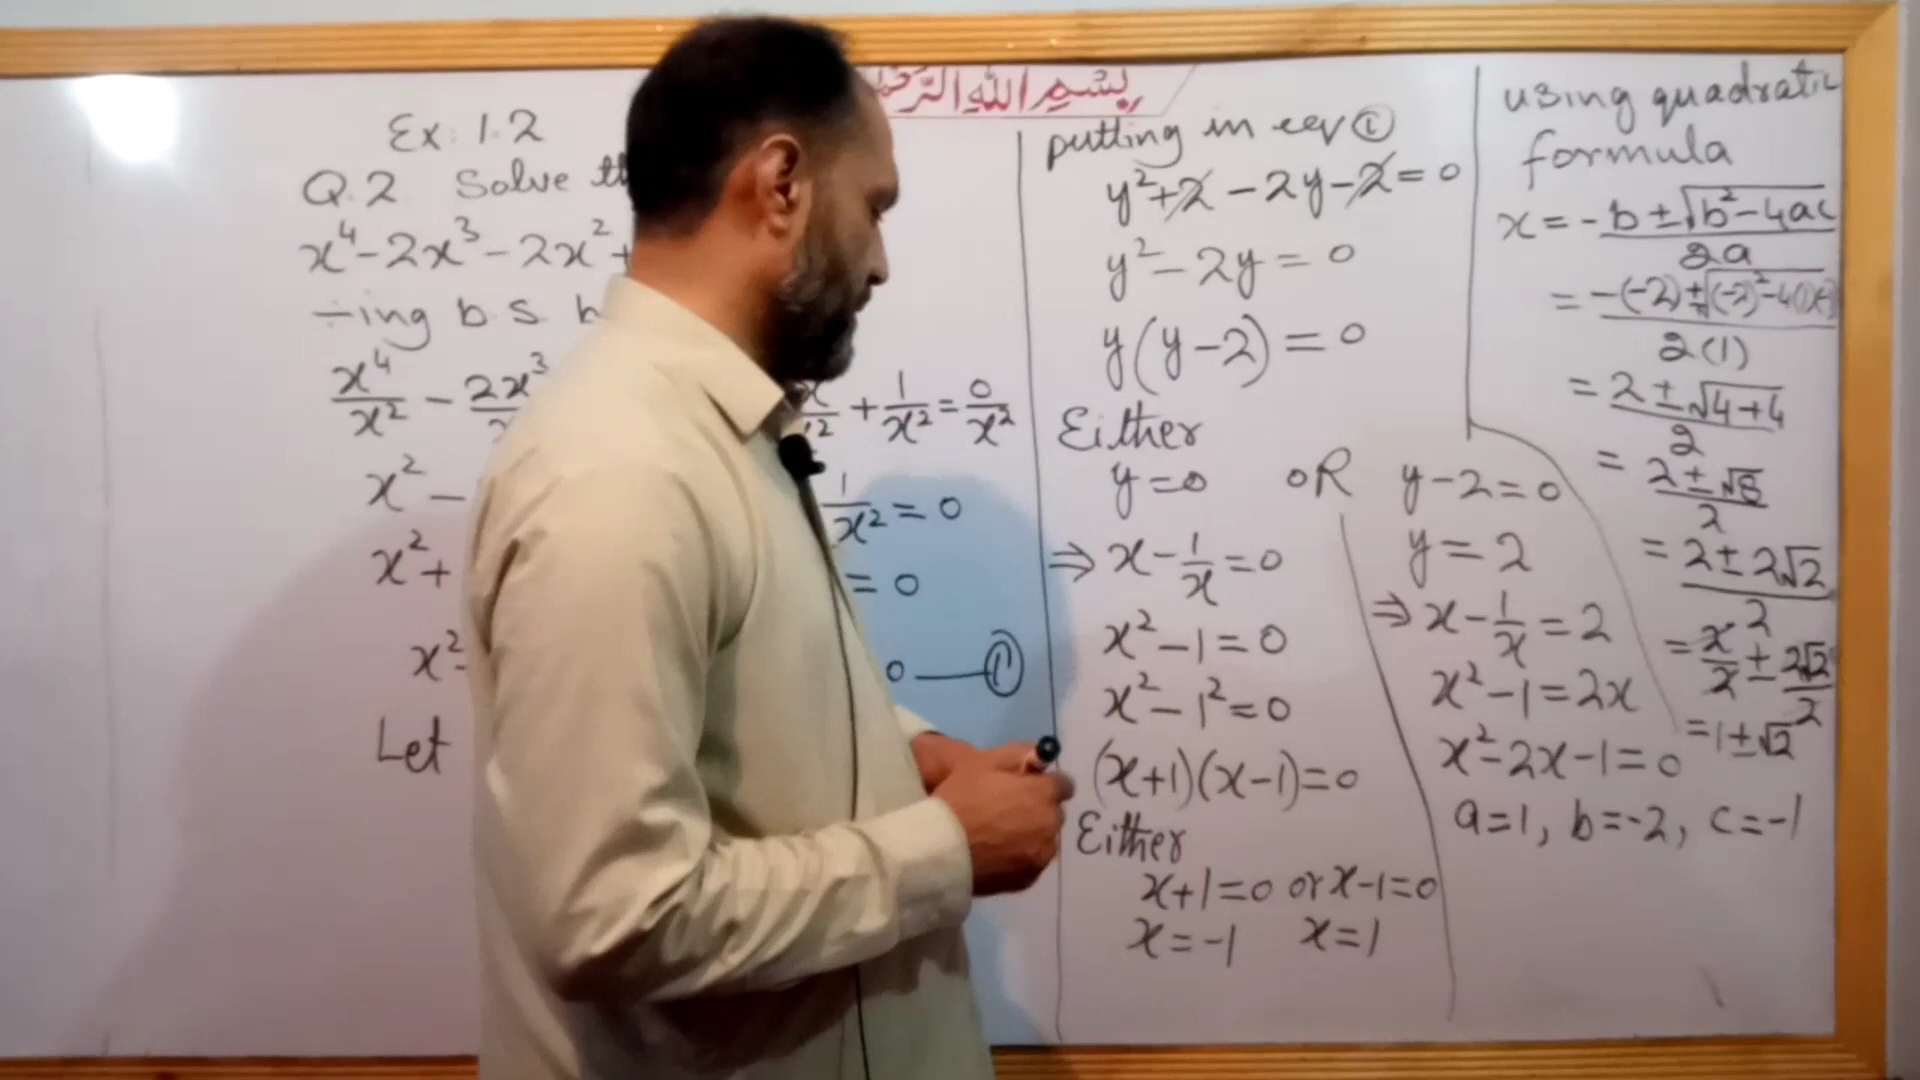 بِسْمِ اللهِ
Ex: 1.2
Q.2 Solve
x⁴ - 2x³ - 2x² +
÷ing b.s. b
x⁴/x² - 2x³/ + 1/x² = 0/x²
x² - 1/x² = 0
x² + = 0
x² - 0 —— ①
Let
putting in eq ①
y² + 2 - 2y - 2 = 0
y² - 2y = 0
y(y-2) = 0
Either
y = 0 OR y - 2 = 0
⇒ x - 1/x = 0
x² - 1 = 0
x² - 1² = 0
(x+1)(x-1) = 0
Either
x+1=0 or x-1=0
x = -1 x = 1
y = 2
⇒ x - 1/x = 2
x² - 1 = 2x
x² - 2x - 1 = 0
a=1, b=-2, c=-1
using quadratic
formula
x = -b ± √b² - 4ac / 2a
= -(-2) ± √(-2)² - 4(1)(- / 2(1)
= 2 ± √4+4 / 2
= 2 ± √8 / 2
= 2 ± 2√2 / 2
= 2/2 ± 2√2/2
= 1 ± √2